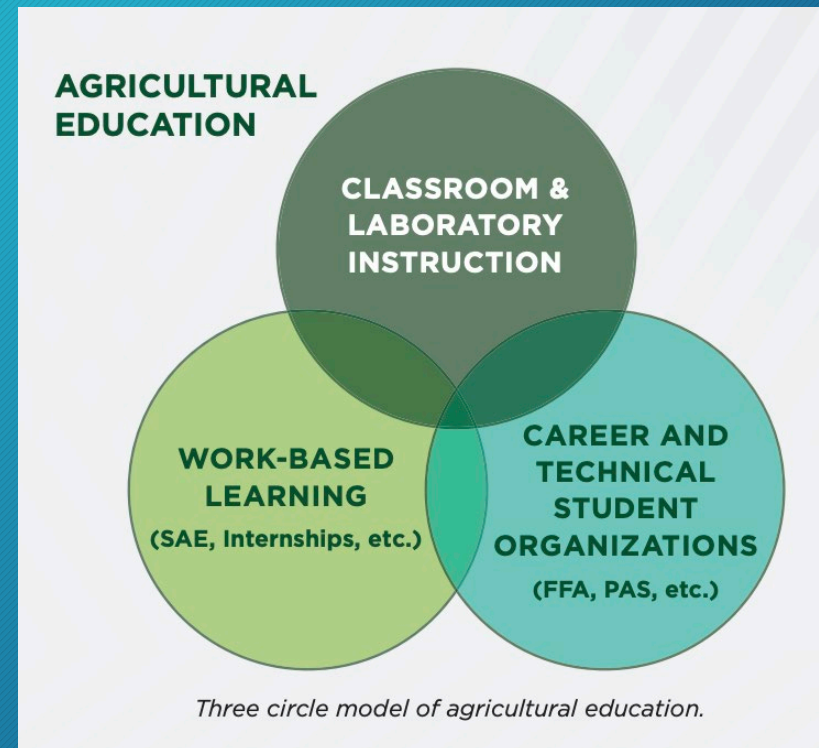 AGRICULTURAL
EDUCATION
CLASSROOM &
LABORATORY
INSTRUCTION
WORK-BASED
LEARNING
(SAE, Internships, etc.)
CAREER AND
TECHNICAL
STUDENT
ORGANIZATIONS
(FFA, PAS, etc.)
Three circle model of agricultural education.